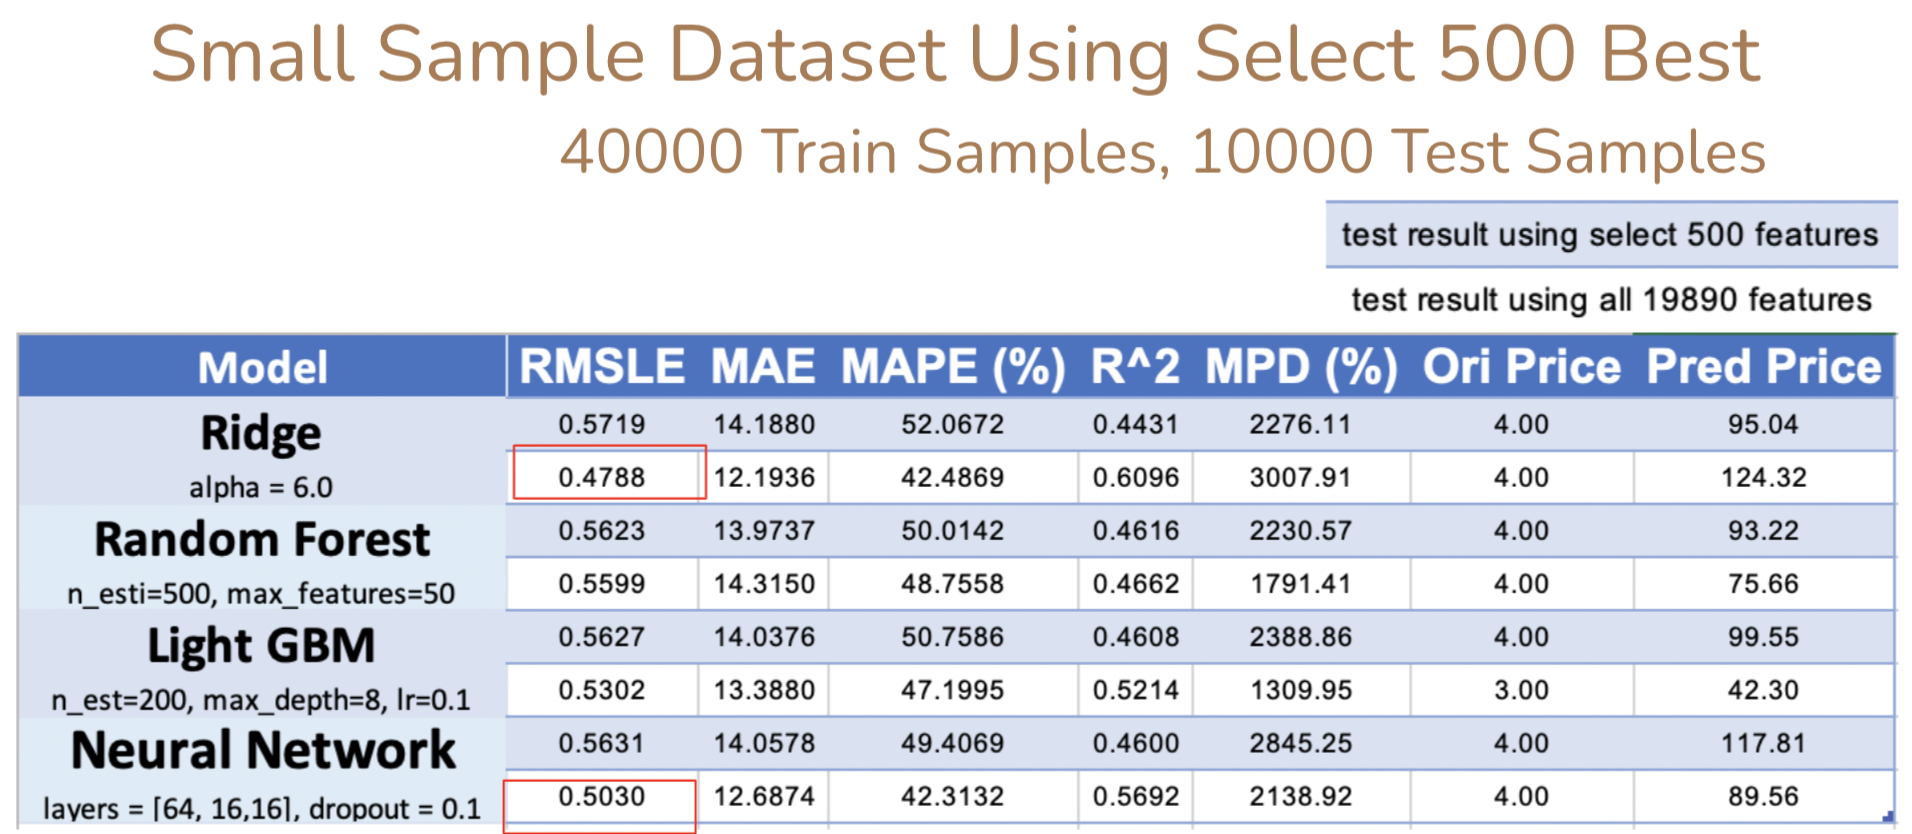 Small Sample Dataset Using Select 500 Best
40000 Train Samples, 10000 Test Samples
test result using select 500 features
test result using all 19890 features
Model RMSLE MAE MAPE (%) R^2 MPD (%) Ori Price Pred Price
Ridge 0.5719 14.1880 52.0672 0.4431 2276.11 4.00 95.04
alpha = 6.0 0.4788 12.1936 42.4869 0.6096 3007.91 4.00 124.32
Random Forest 0.5623 13.9737 50.0142 0.4616 2230.57 4.00 93.22
n_esti=500, max_features=50 0.5599 14.3150 48.7558 0.4662 1791.41 4.00 75.66
Light GBM 0.5627 14.0376 50.7586 0.4608 2388.86 4.00 99.55
n_est=200, max_depth=8, lr=0.1 0.5302 13.3880 47.1995 0.5214 1309.95 3.00 42.30
Neural Network 0.5631 14.0578 49.4069 0.4600 2845.25 4.00 117.81
layers = [64, 16,16], dropout = 0.1 0.5030 12.6874 42.3132 0.5692 2138.92 4.00 89.56